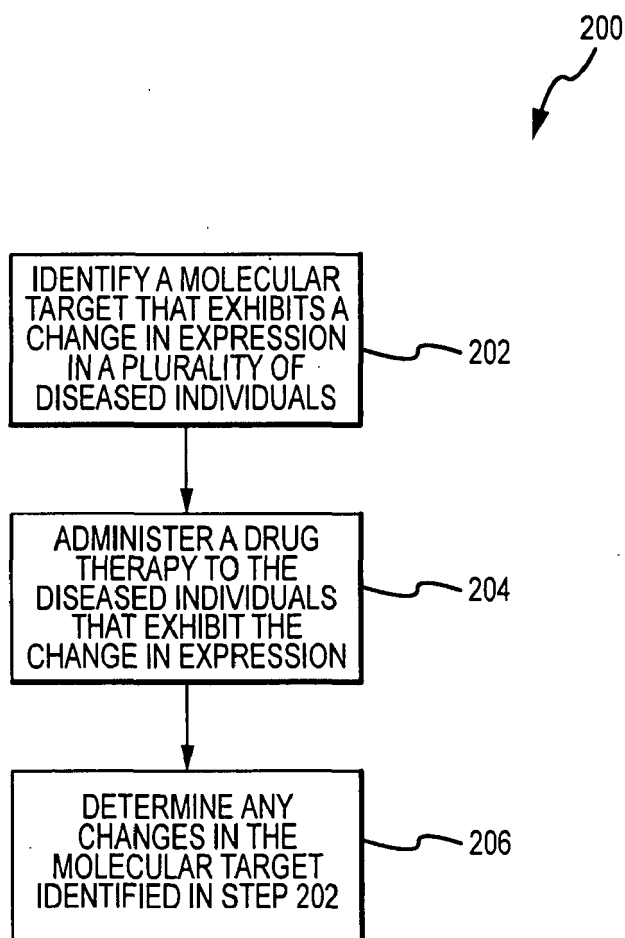 200
IDENTIFY A MOLECULAR
TARGET THAT EXHIBITS A
CHANGE IN EXPRESSION
IN A PLURALITY OF
DISEASED INDIVIDUALS
202
ADMINISTER A DRUG
THERAPY TO THE
DISEASED INDIVIDUALS
THAT EXHIBIT THE
CHANGE IN EXPRESSION
204
DETERMINE ANY
CHANGES IN THE
MOLECULAR TARGET
IDENTIFIED IN STEP 202
206